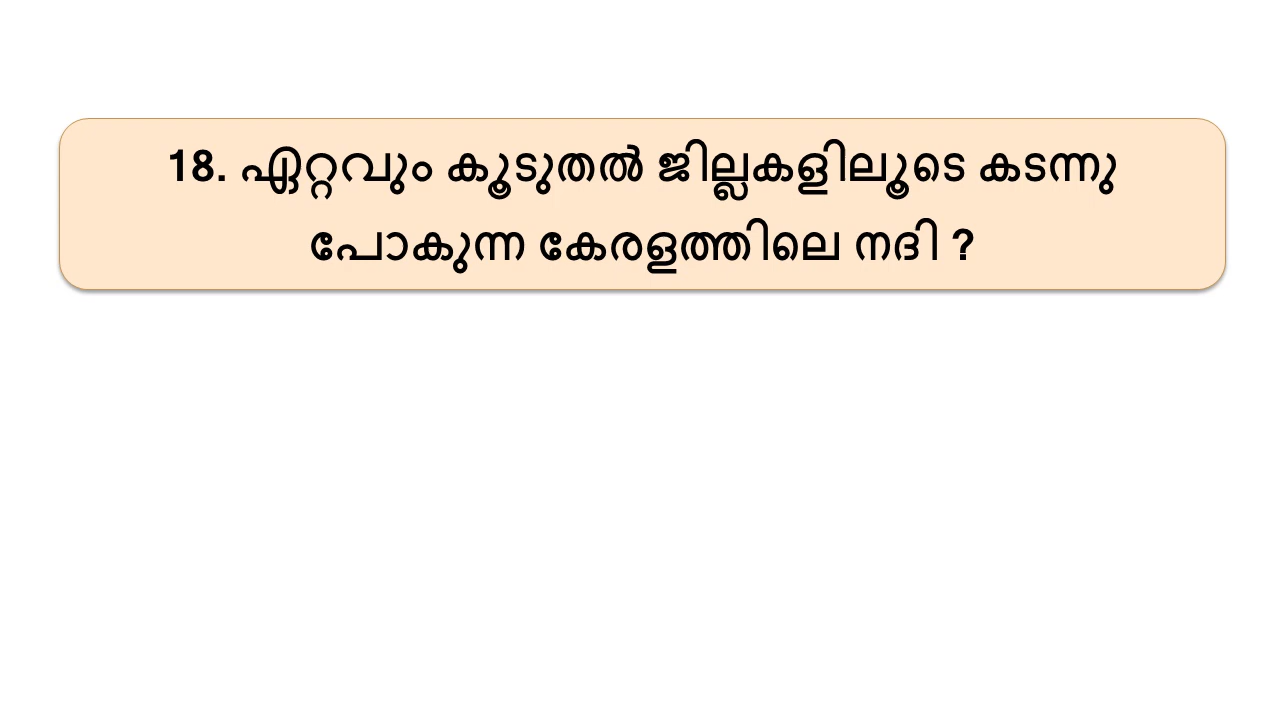 18. ഏറ്റവും കൂടുതൽ ജില്ലകളിലൂടെ കടന്നു
പോകുന്ന കേരളത്തിലെ നദി ?